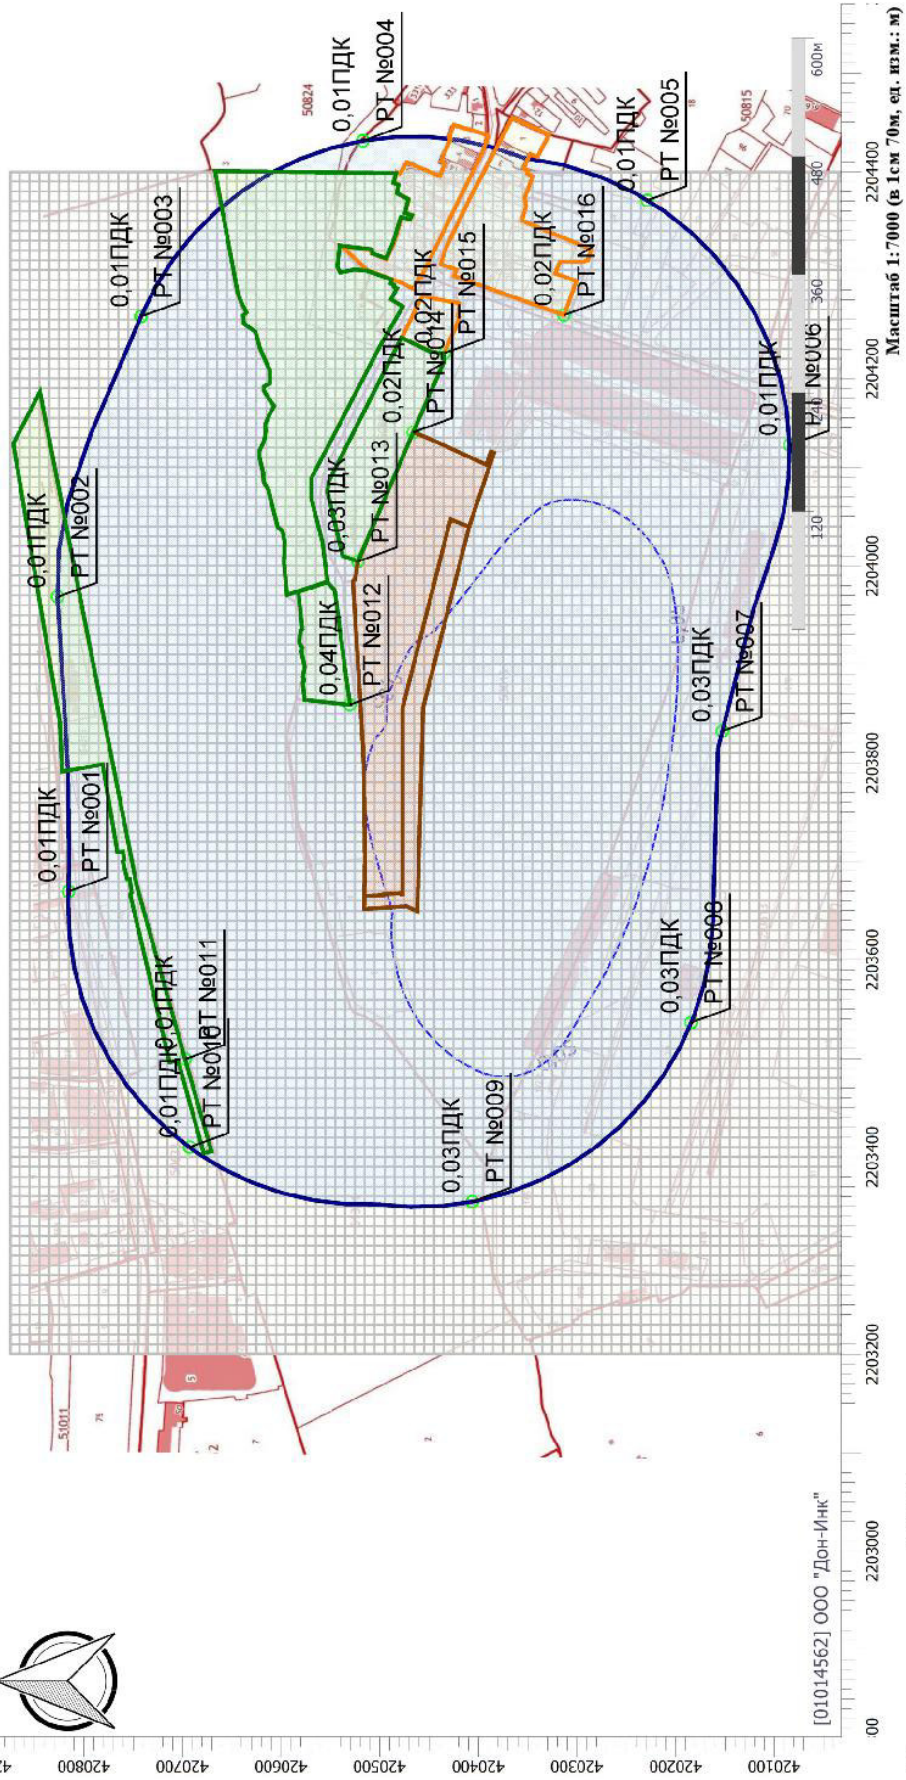 0,01ПДК
РТ №001
0,01ПДК
РТ №002
0,01ПДК
РТ №003
0,01ПДК
РТ №004
0,01ПДК
РТ №005
0,01ПДК
РТ №006
0,03ПДК
РТ №007
0,03ПДК
РТ №008
0,03ПДК
РТ №009
0,01ПДК
РТ №010
0,01ПДК
РТ №011
0,04ПДК
РТ №012
0,03ПДК
РТ №013
0,02ПДК
РТ №014
0,02ПДК
РТ №015
0,02ПДК
РТ №016
50824
50815
51011
[01014562] ООО "Дон-Инк"
120
240
360
480
600м
420800
420700
420600
420500
420400
420300
420200
420100
2203000
2203200
2203400
2203600
2203800
2204000
2204200
2204400
Масштаб 1:7000 (в 1см 70м, ед. изм.: м)